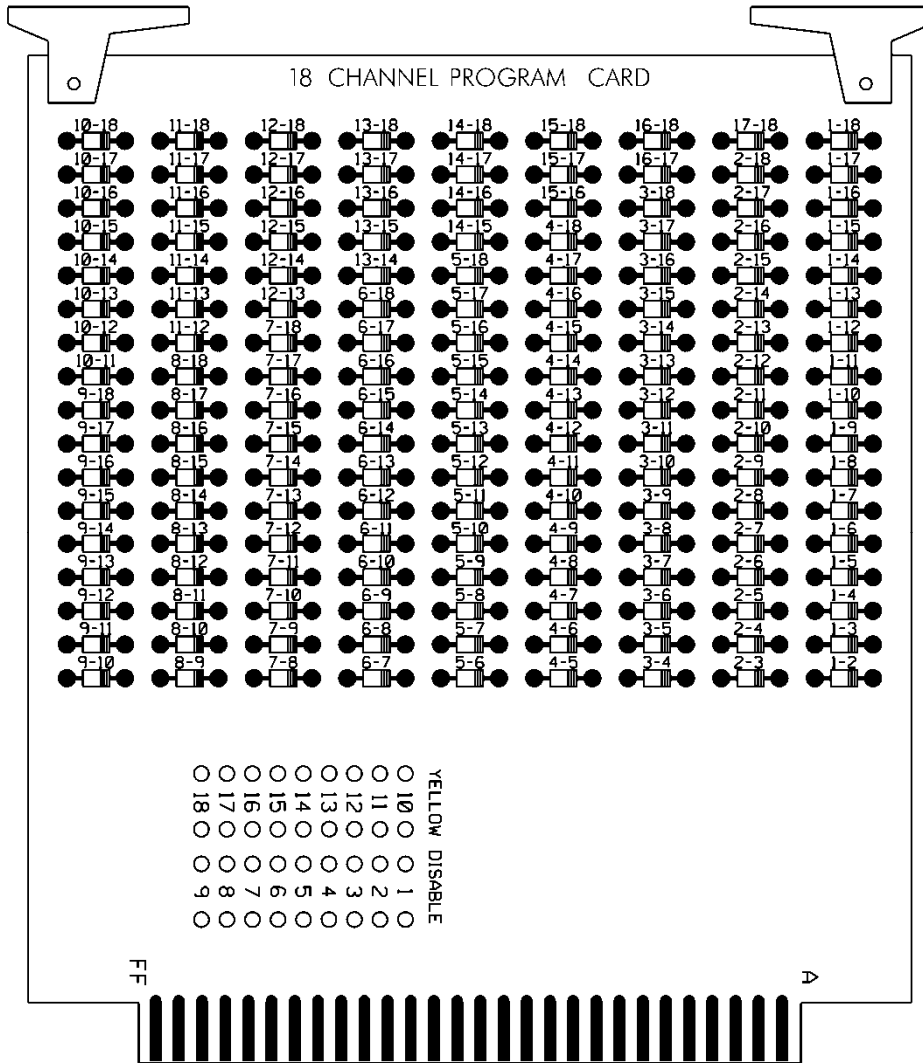 18 CHANNEL PROGRAM CARD
10-18 11-18 12-18 13-18 14-18 15-18 16-18 17-18 1-18
10-17 11-17 12-17 13-17 14-17 15-17 16-17 2-18 1-17
10-16 11-16 12-16 13-16 14-16 15-16 3-18 2-17 1-16
10-15 11-15 12-15 13-15 14-15 4-18 3-17 2-16 1-15
10-14 11-14 12-14 13-14 5-18 4-17 3-16 2-15 1-14
10-13 11-13 12-13 6-18 5-17 4-16 3-15 2-14 1-13
10-12 11-12 7-18 6-17 5-16 4-15 3-14 2-13 1-12
10-11 8-18 7-17 6-16 5-15 4-14 3-13 2-12 1-11
9-18 8-17 7-16 6-15 5-14 4-13 3-12 2-11 1-10
9-17 8-16 7-15 6-14 5-13 4-12 3-11 2-10 1-9
9-16 8-15 7-14 6-13 5-12 4-11 3-10 2-9 1-8
9-15 8-14 7-13 6-12 5-11 4-10 3-9 2-8 1-7
9-14 8-13 7-12 6-11 5-10 4-9 3-8 2-7 1-6
9-13 8-12 7-11 6-10 5-9 4-8 3-7 2-6 1-5
9-12 8-11 7-10 6-9 5-8 4-7 3-6 2-5 1-4
9-11 8-10 7-9 6-8 5-7 4-6 3-5 2-4 1-3
9-10 8-9 7-8 6-7 5-6 4-5 3-4 2-3 1-2
YELLOW DISABLE
10 1
11 2
12 3
13 4
14 5
15 6
16 7
17 8
18 9
FF A